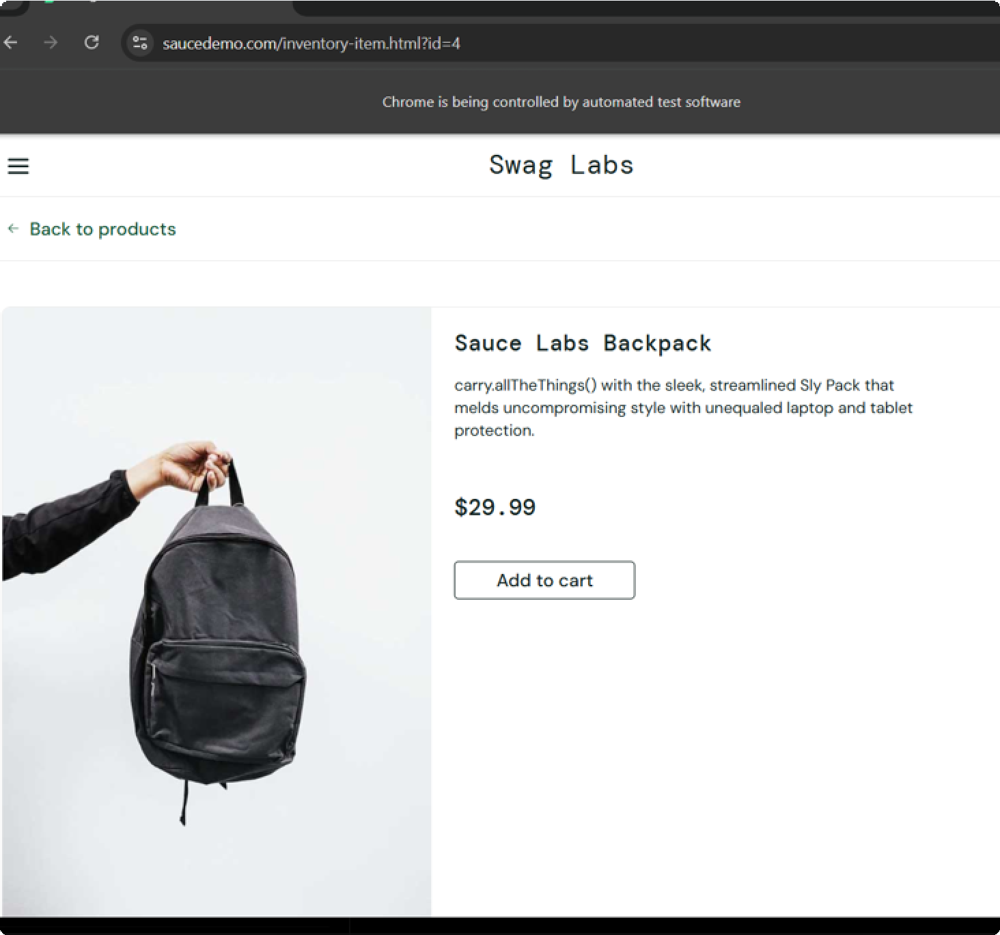 saucedemo.com/inventory-item.html?id=4
Chrome is being controlled by automated test software
Swag Labs
Back to products
Sauce Labs Backpack
carry.allTheThings() with the sleek, streamlined Sly Pack that
melds uncompromising style with unequaled laptop and tablet
protection.
$29.99
Add to cart